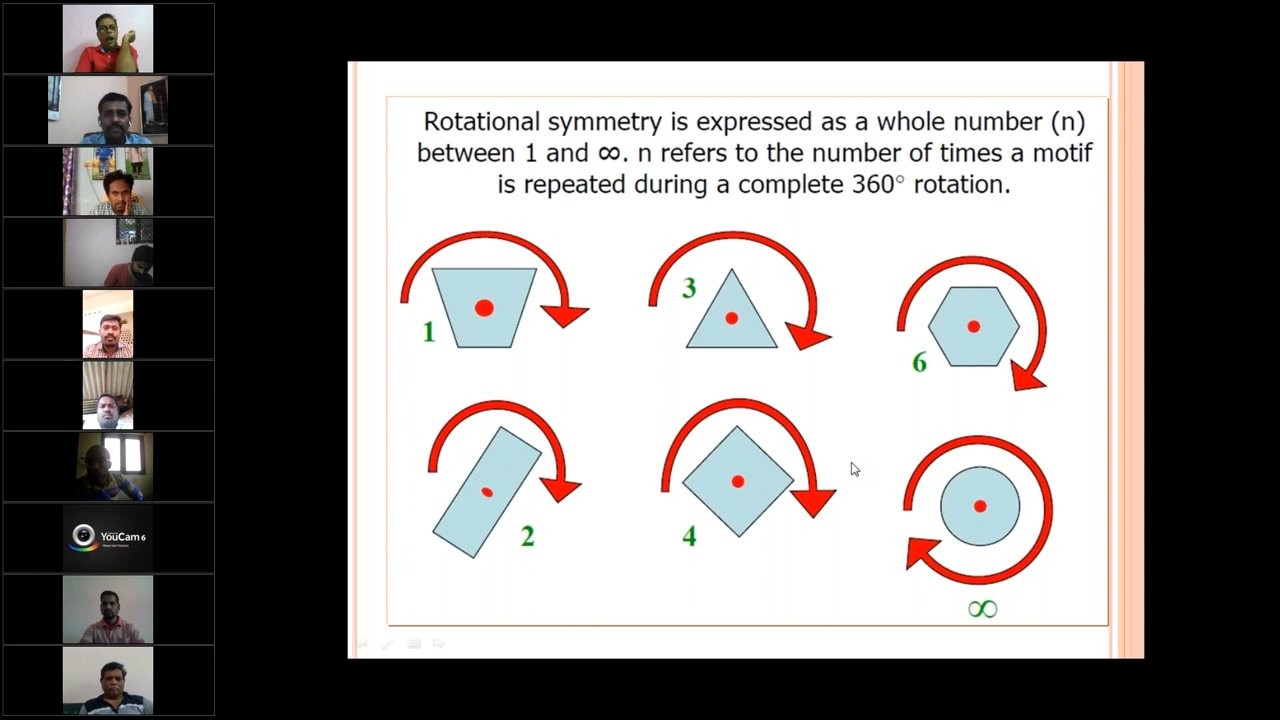 Rotational symmetry is expressed as a whole number (n)
between 1 and ∞. n refers to the number of times a motif
is repeated during a complete 360° rotation.
1
3
6
2
4
∞
YouCam 6